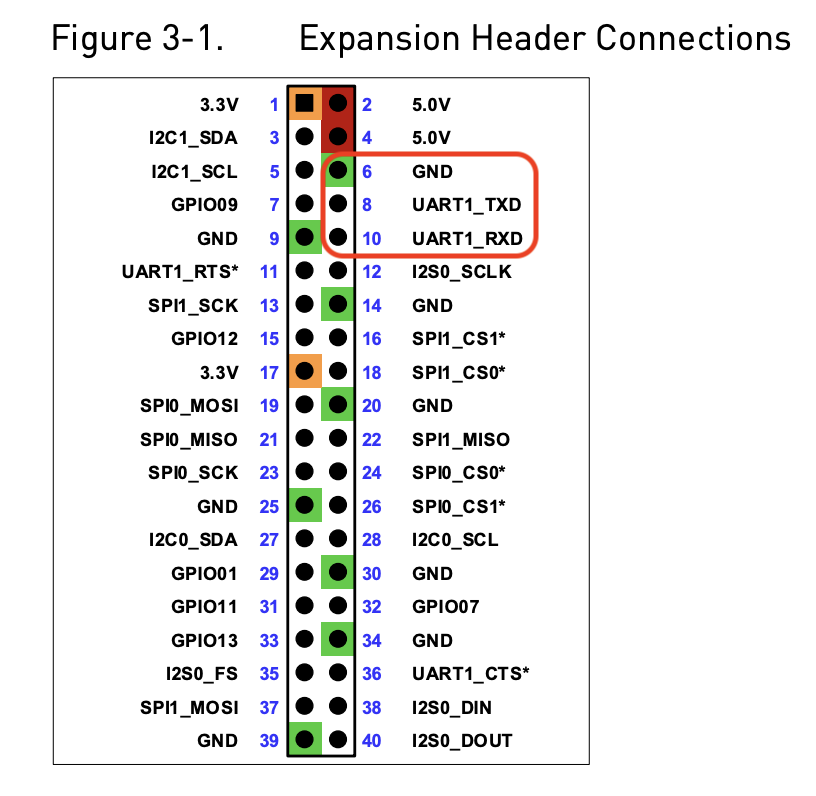 Figure 3-1. Expansion Header Connections
3.3V 1 2 5.0V
I2C1_SDA 3 4 5.0V
I2C1_SCL 5 6 GND
GPIO09 7 8 UART1_TXD
GND 9 10 UART1_RXD
UART1_RTS* 11 12 I2S0_SCLK
SPI1_SCK 13 14 GND
GPIO12 15 16 SPI1_CS1*
3.3V 17 18 SPI1_CS0*
SPI0_MOSI 19 20 GND
SPI0_MISO 21 22 SPI1_MISO
SPI0_SCK 23 24 SPI0_CS0*
GND 25 26 SPI0_CS1*
I2C0_SDA 27 28 I2C0_SCL
GPIO01 29 30 GND
GPIO11 31 32 GPIO07
GPIO13 33 34 GND
I2S0_FS 35 36 UART1_CTS*
SPI1_MOSI 37 38 I2S0_DIN
GND 39 40 I2S0_DOUT